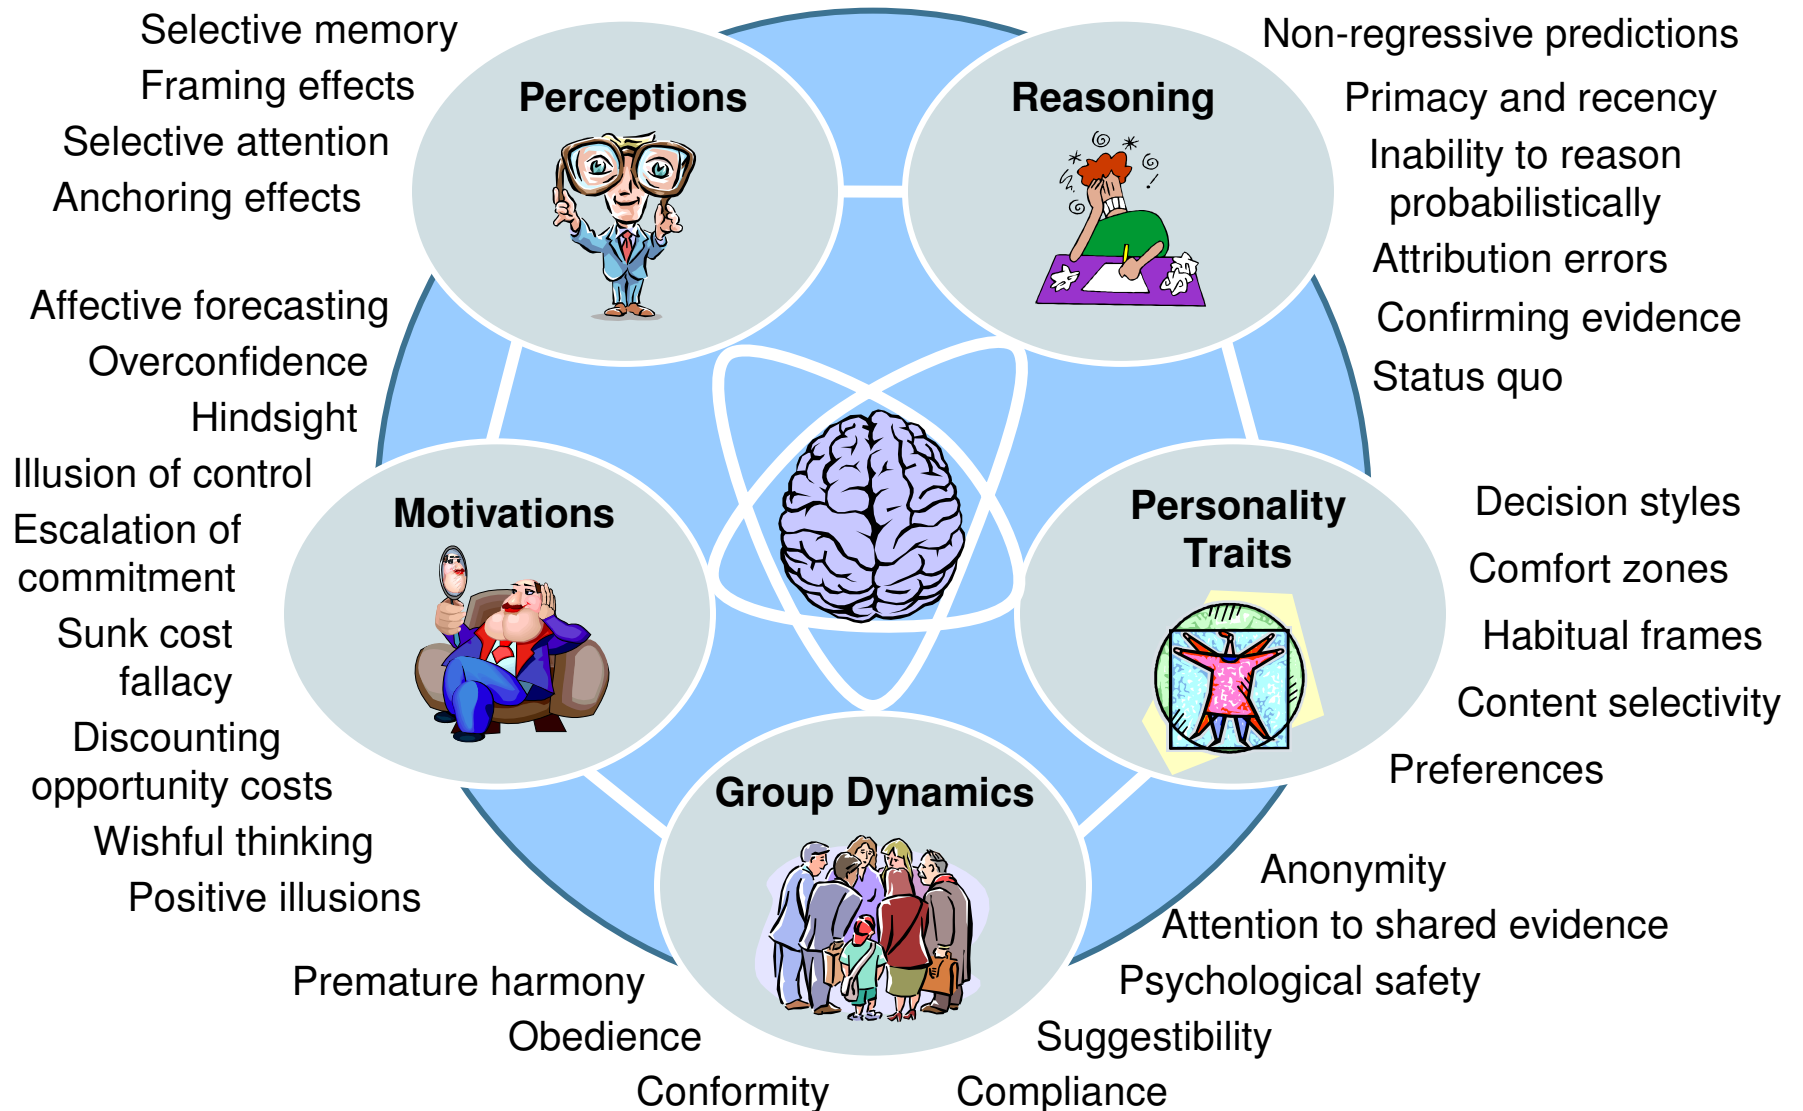 Selective memory
Framing effects
Selective attention
Anchoring effects
Perceptions
Reasoning
Non-regressive predictions
Primacy and recency
Inability to reason
probabilistically
Attribution errors
Confirming evidence
Status quo
Affective forecasting
Overconfidence
Hindsight
Illusion of control
Escalation of
commitment
Sunk cost
fallacy
Discounting
opportunity costs
Wishful thinking
Positive illusions
Motivations
Personality
Traits
Decision styles
Comfort zones
Habitual frames
Content selectivity
Preferences
Group Dynamics
Premature harmony
Obedience
Conformity
Anonymity
Attention to shared evidence
Psychological safety
Suggestibility
Compliance